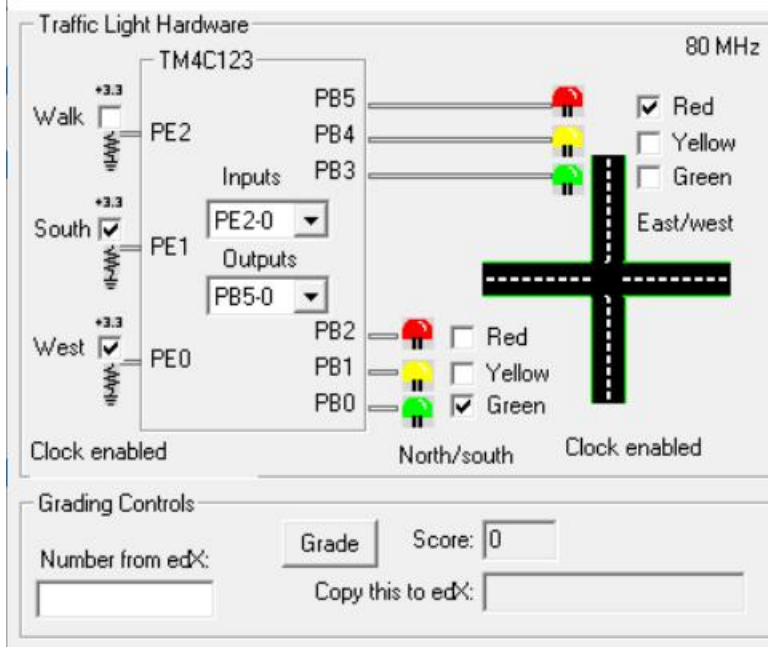 Traffic Light Hardware
80 MHz
TM4C123
+3.3
Walk
PE2
PB5
Red
PB4
Yellow
PB3
Green
Inputs
PE2-0
East/west
+3.3
South
PE1
Outputs
PB5-0
+3.3
West
PE0
PB2
Red
PB1
Yellow
PB0
Green
Clock enabled
North/south
Clock enabled
Grading Controls
Number from edX:
Grade
Score: 0
Copy this to edX: